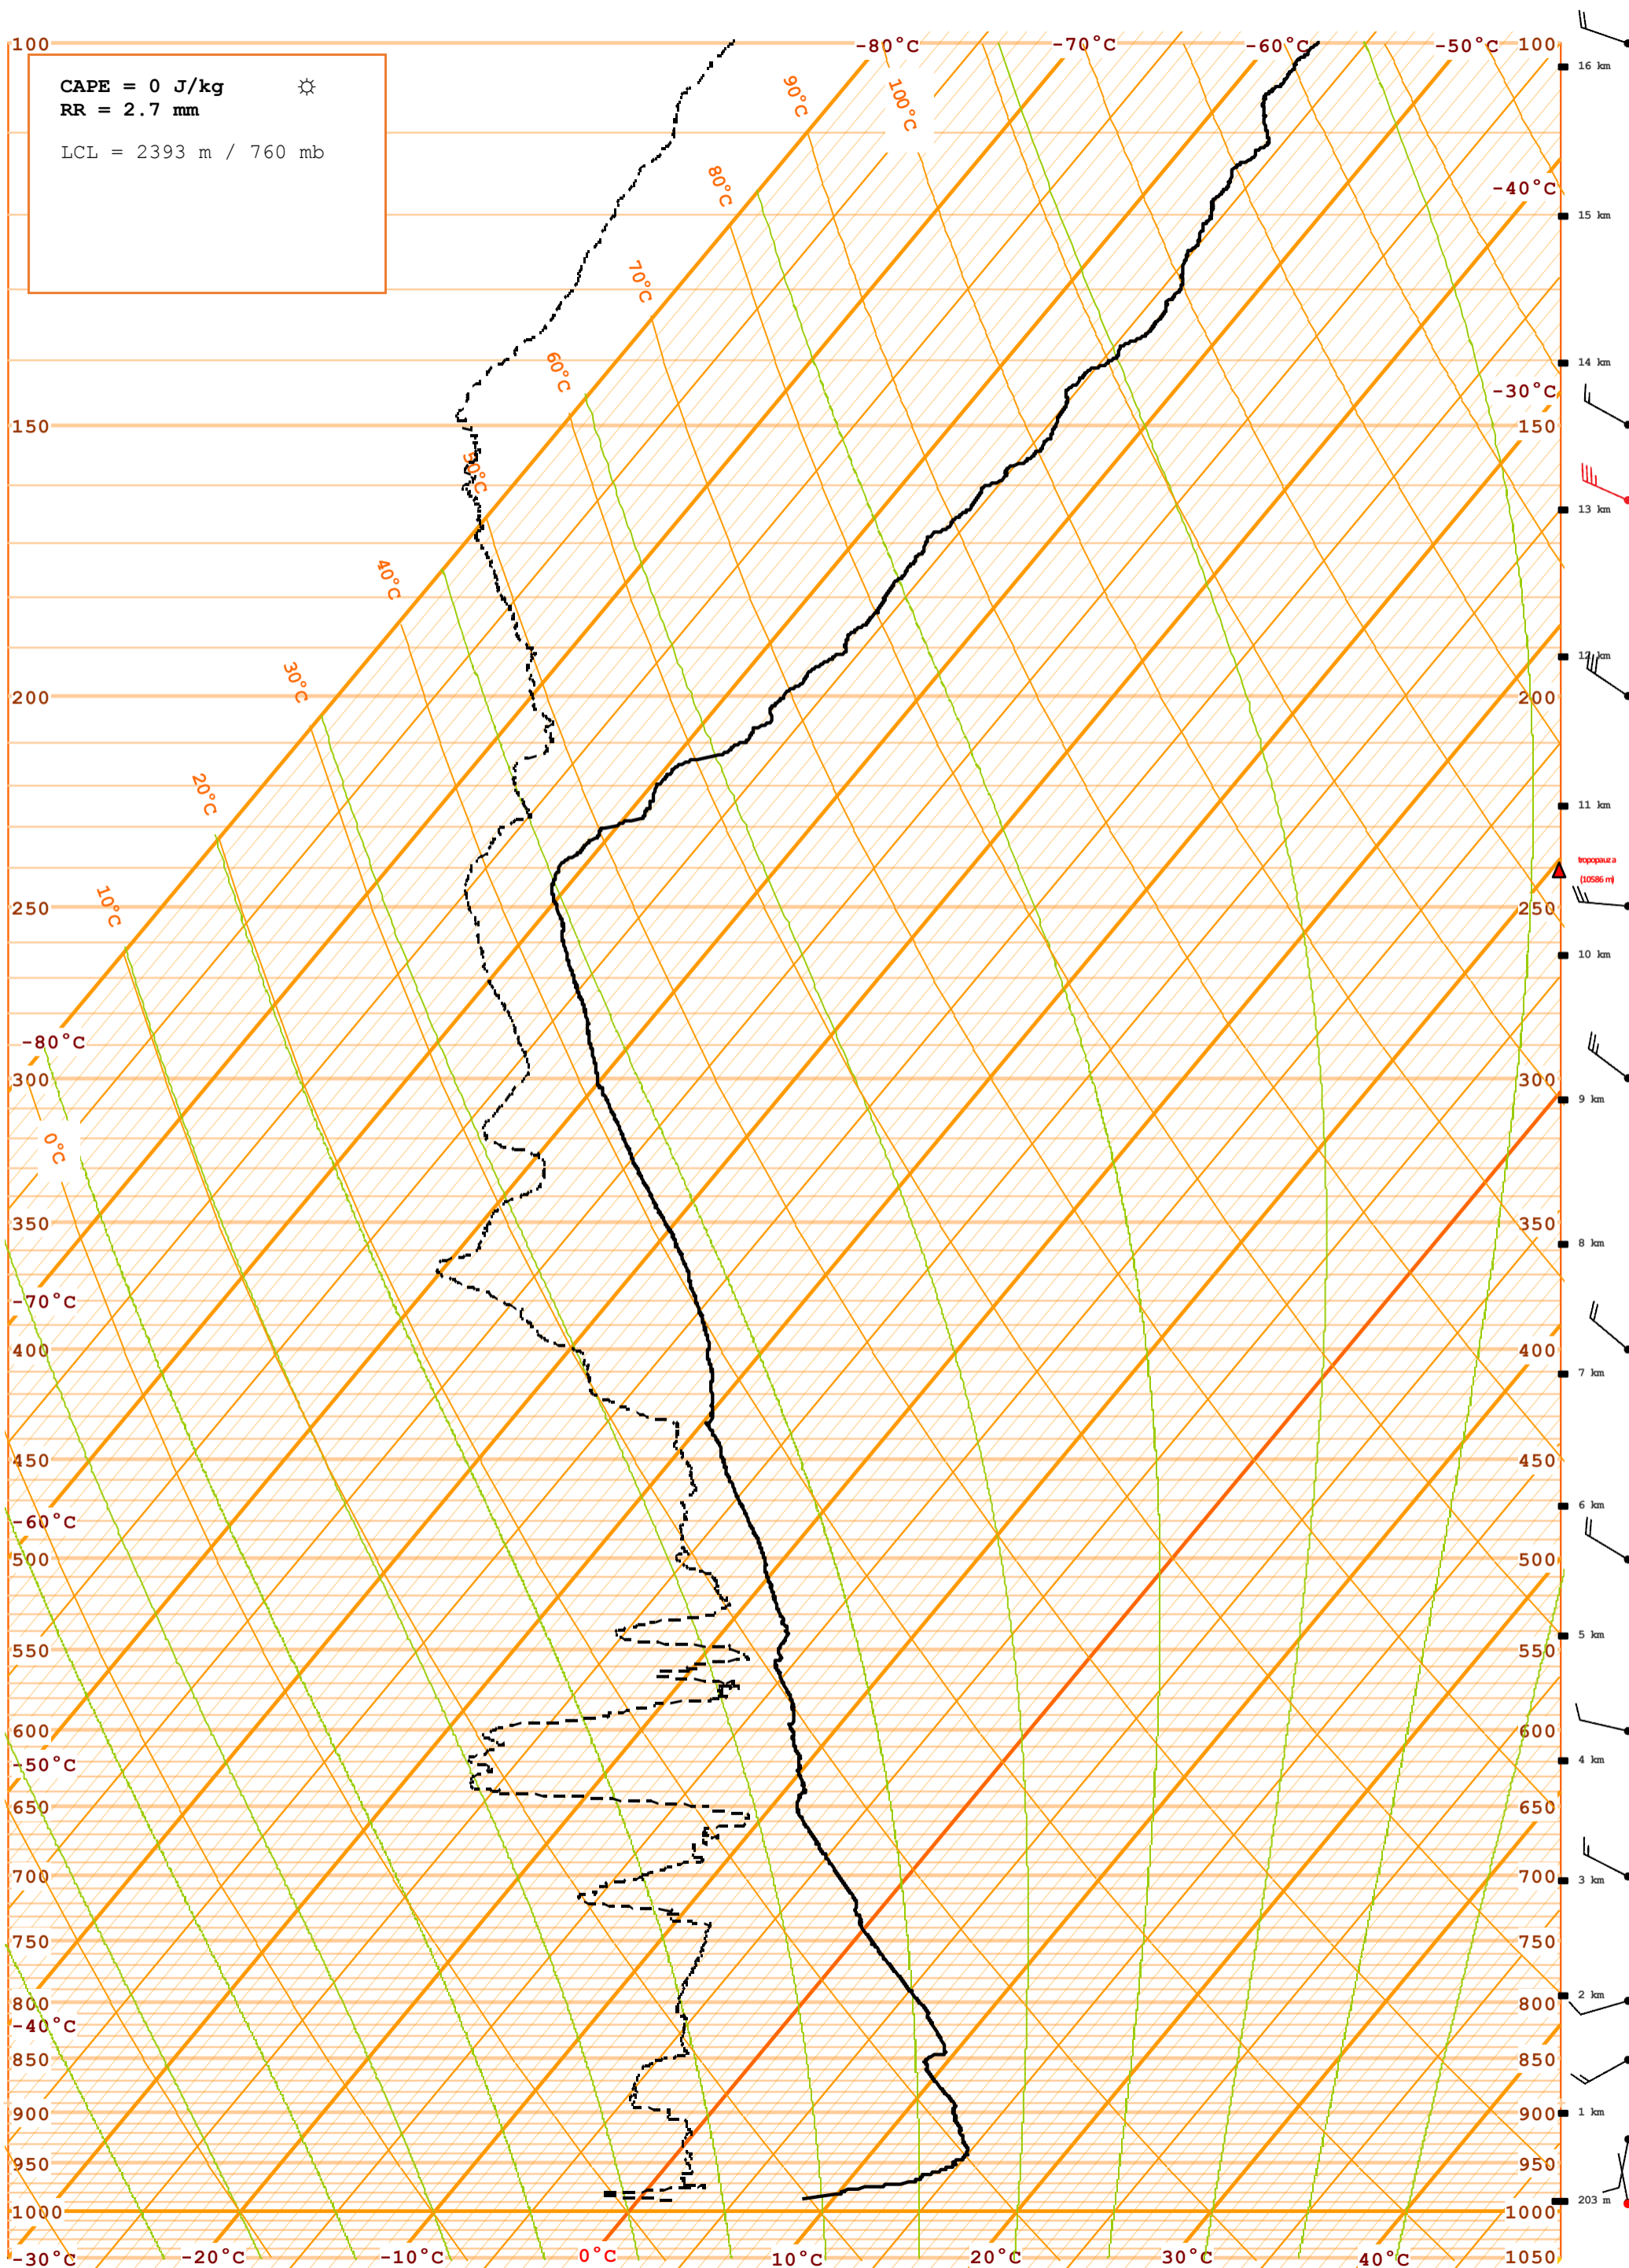 100 -80°C -70°C -60°C -50°C 100
16 km
CAPE = 0 J/kg ☼
RR = 2.7 mm
LCL = 2393 m / 760 mb
90°C 100°C
80°C -40°C
15 km
70°C
60°C 14 km
-30°C
150 150
50°C
13 km
40°C
12 km
30°C
200 200
20°C 11 km
tropopauza
(10586 m)
10°C 250 250
10 km
-80°C
300 300
9 km
0°C
350 350
8 km
-70°C
400 400
7 km
450 450
6 km
-60°C
500 500
5 km
550 550
600 600
4 km
-50°C
650 650
700 700
3 km
750 750
2 km
800 800
-40°C
850 850
900 900
1 km
950 950
203 m
1000 1000
-30°C -20°C -10°C 0°C 10°C 20°C 30°C 40°C 1050